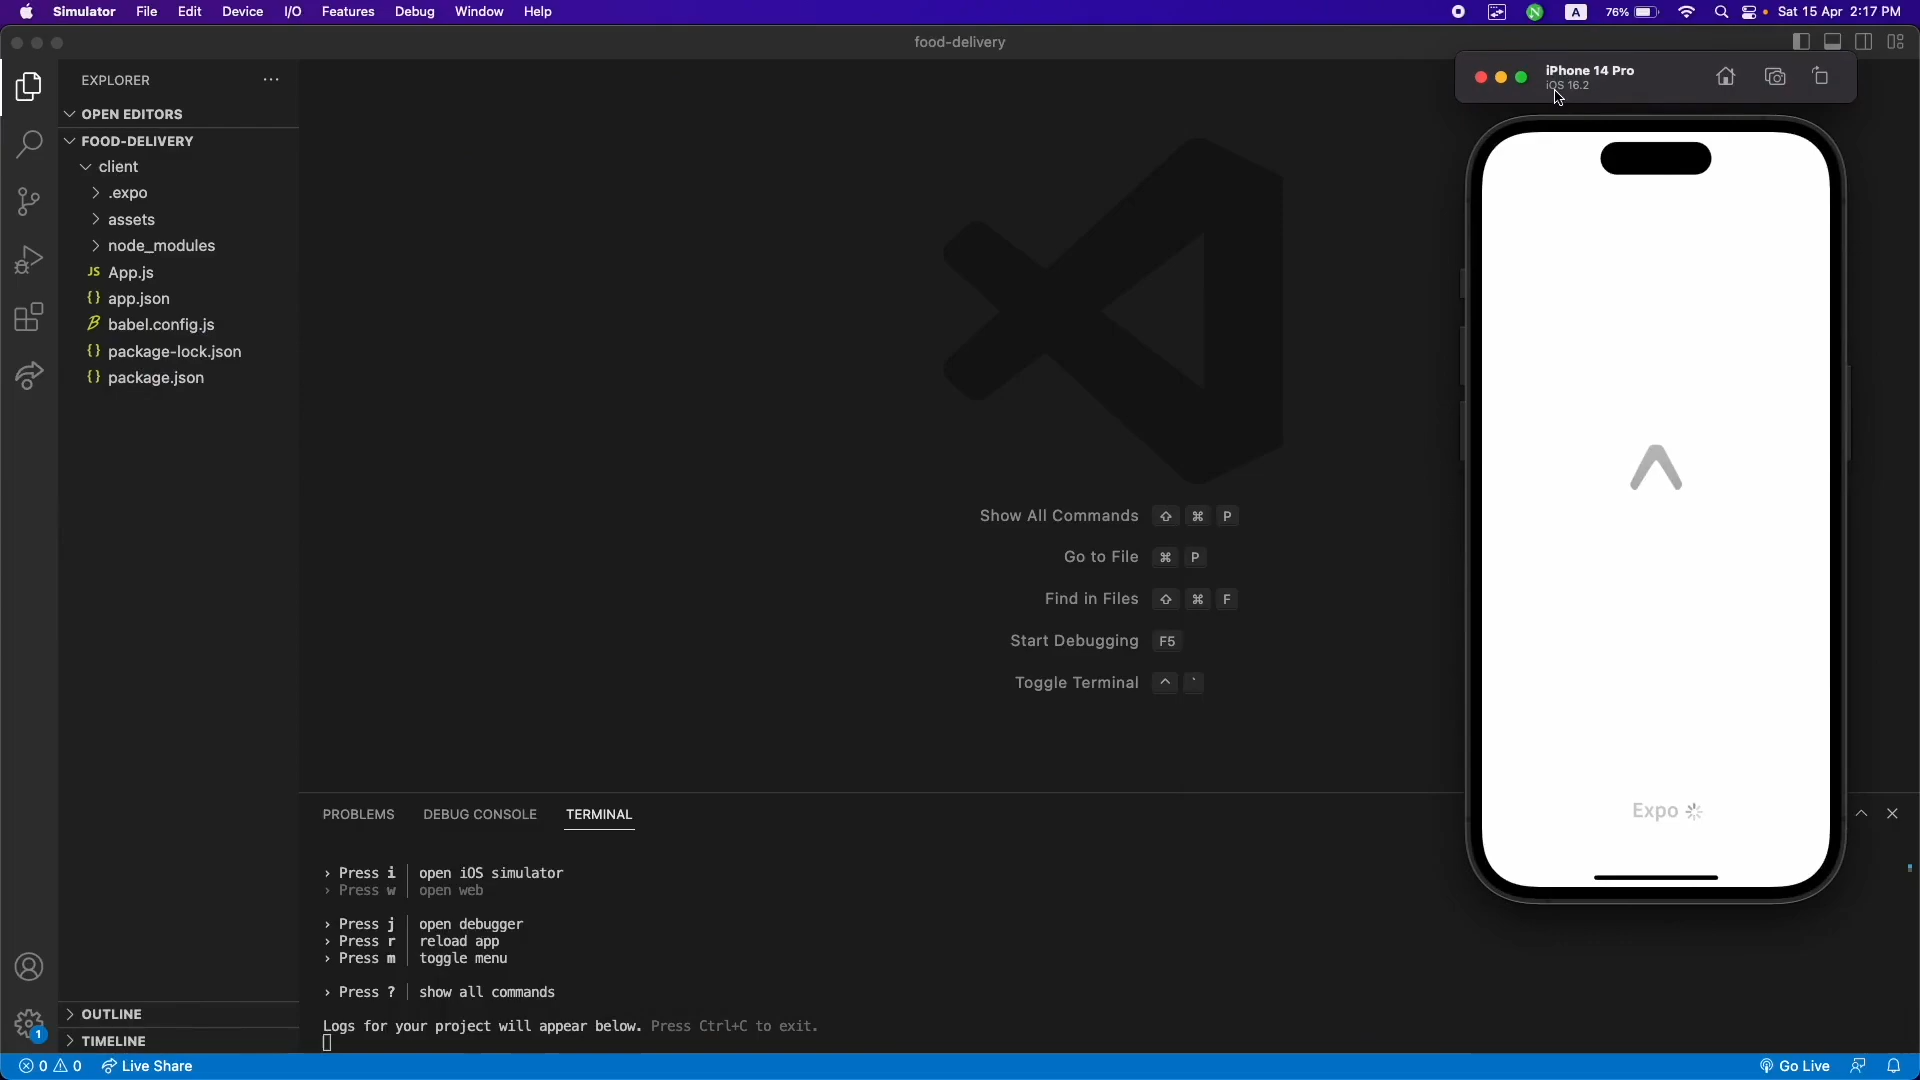 Simulator File Edit Device I/O Features Debug Window Help
N A 76% Sat 15 Apr 2:17 PM
food-delivery
EXPLORER ...
OPEN EDITORS
FOOD-DELIVERY
client
.expo
assets
node_modules
JS App.js
{} app.json
babel.config.js
{} package-lock.json
{} package.json
iPhone 14 Pro
iOS 16.2
Expo
Show All Commands ⇧ ⌘ P
Go to File ⌘ P
Find in Files ⇧ ⌘ F
Start Debugging F5
Toggle Terminal ^ `
PROBLEMS DEBUG CONSOLE TERMINAL
› Press i │ open iOS simulator
› Press w │ open web
› Press j │ open debugger
› Press r │ reload app
› Press m │ toggle menu
› Press ? │ show all commands
Logs for your project will appear below. Press Ctrl+C to exit.
1
OUTLINE
TIMELINE
0 0 Live Share
Go Live